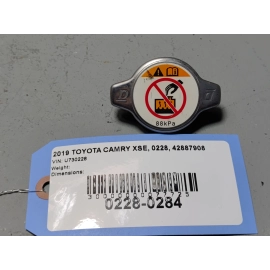 88kPa
2019 TOYOTA CAMRY XSE, 0228, 42887908
VIN: U730228
Weight:
Dimensions:
0228-0284